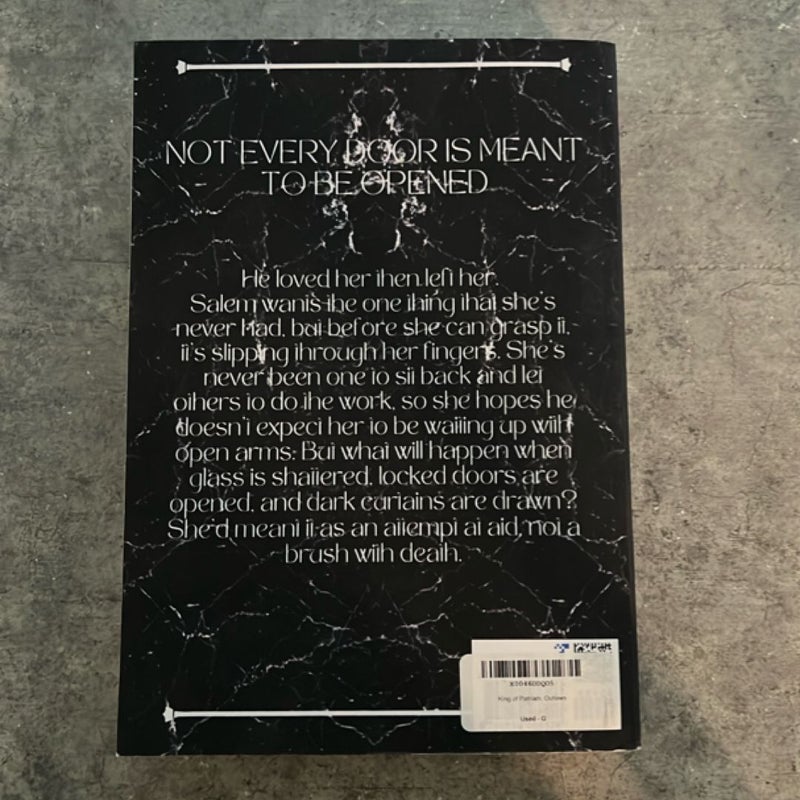 NOT EVERY DOOR IS MEANT
TO BE OPENED
He loved her then left her.
Salem wants the one thing that she's
never had, but before she can grasp it,
it's slipping through her fingers. She's
never been one to sit back and let
others to do the work, so she hopes he
doesn't expect her to be waiting up with
open arms. But what will happen when
glass is shattered, locked doors are
opened, and dark curtains are drawn?
She'd meant it as an attempt at aid, not a
brush with death.
Used - G